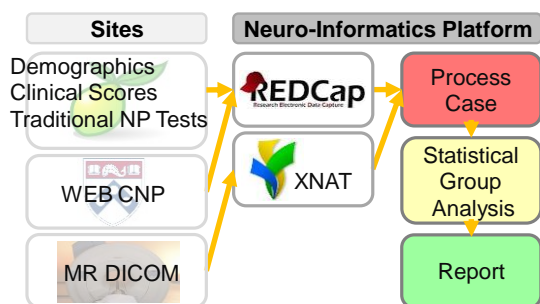 Sites
Neuro-Informatics Platform
Demographics
Clinical Scores
Traditional NP Tests
WEB CNP
MR DICOM
REDCap
Research Electronic Data Capture
XNAT
Process
Case
Statistical
Group
Analysis
Report